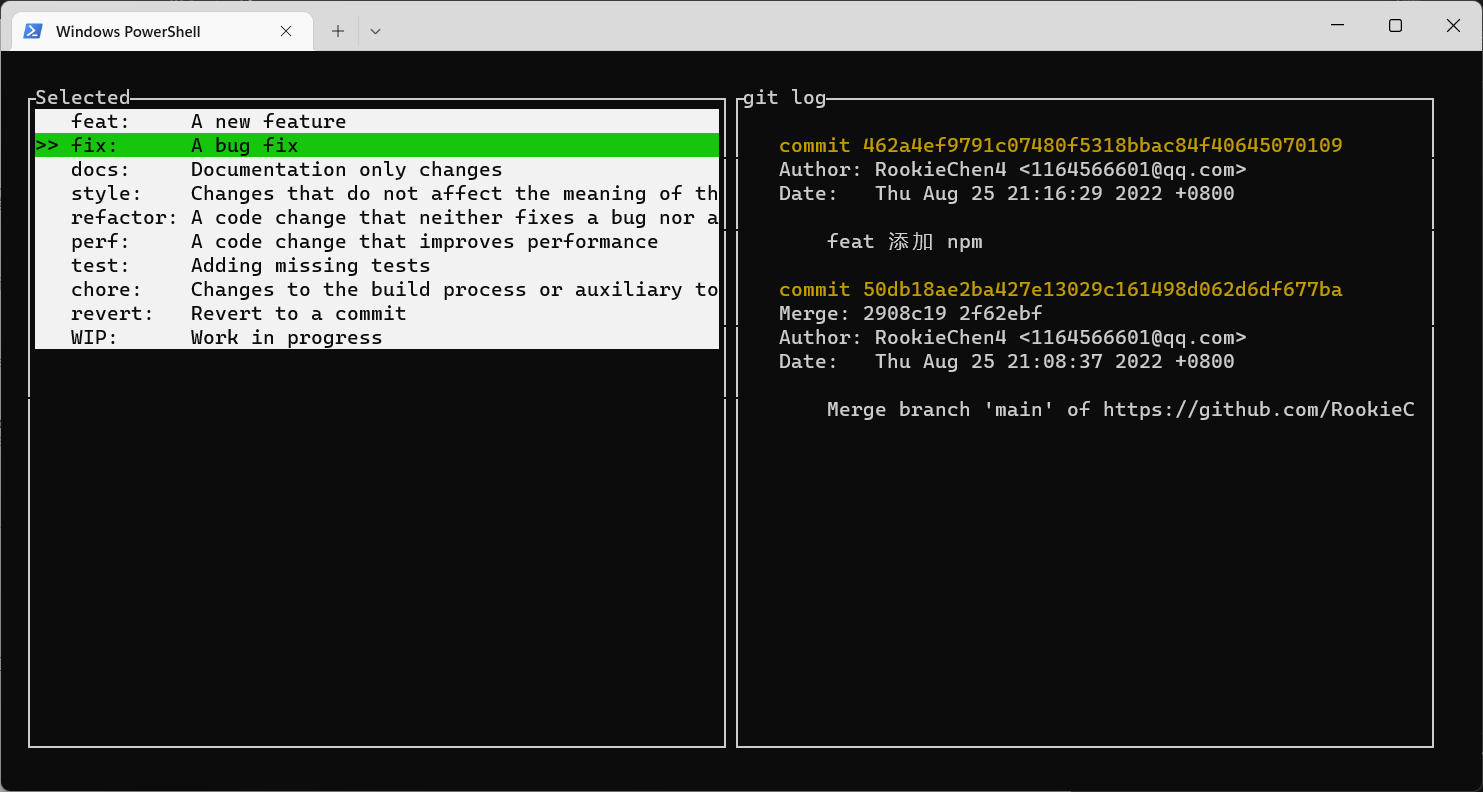 Windows PowerShell
Selected
feat: A new feature
>> fix: A bug fix
docs: Documentation only changes
style: Changes that do not affect the meaning of th
refactor: A code change that neither fixes a bug nor a
perf: A code change that improves performance
test: Adding missing tests
chore: Changes to the build process or auxiliary to
revert: Revert to a commit
WIP: Work in progress
git log
commit 462a4ef9791c07480f5318bbac84f40645070109
Author: RookieChen4 <1164566601@qq.com>
Date: Thu Aug 25 21:16:29 2022 +0800
feat 添加 npm
commit 50db18ae2ba427e13029c161498d062d6df677ba
Merge: 2908c19 2f62ebf
Author: RookieChen4 <1164566601@qq.com>
Date: Thu Aug 25 21:08:37 2022 +0800
Merge branch 'main' of https://github.com/RookieC